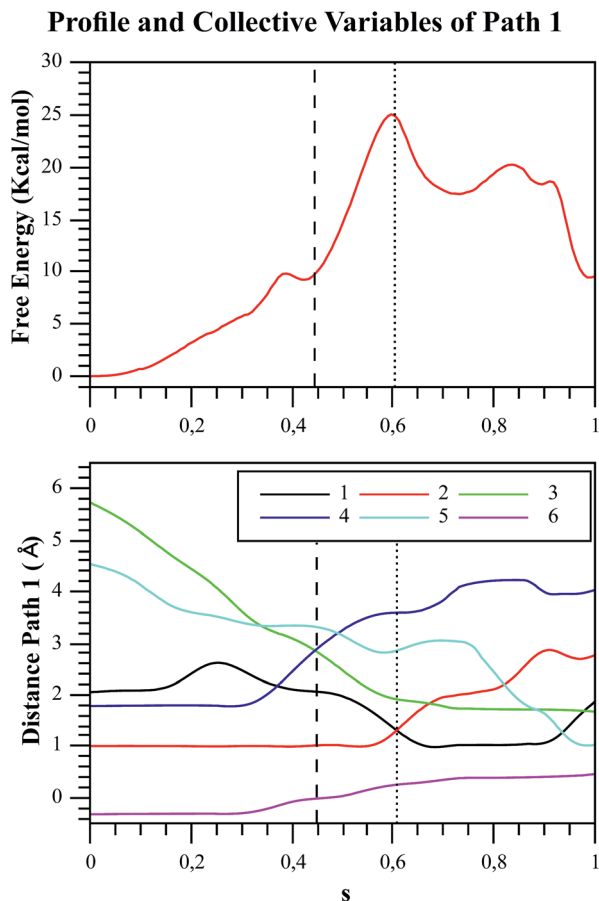 Profile and Collective Variables of Path 1
Free Energy (Kcal/mol)
30
25
20
15
10
5
0
0 0,2 0,4 0,6 0,8 1
Distance Path 1 (Å)
6
5
4
3
2
1
0
1 2 3
4 5 6
0 0,2 0,4 0,6 0,8 1
s